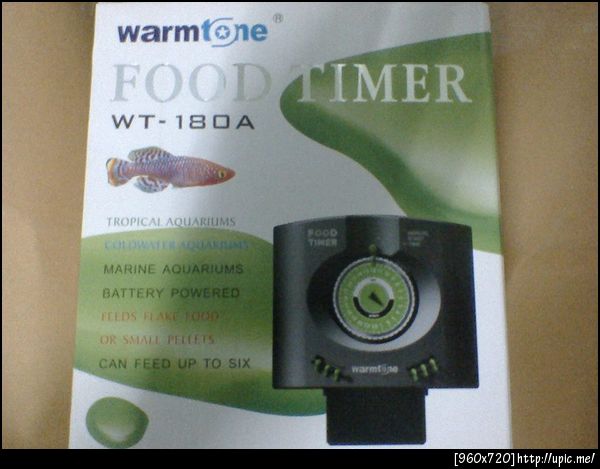 warmtone®
FOOD TIMER
WT-180A
TROPICAL AQUARIUMS
COLDWATER AQUARIUMS
MARINE AQUARIUMS
BATTERY POWERED
FEEDS FLAKE FOOD
OR SMALL PELLETS
CAN FEED UP TO SIX
FOOD
TIMER
MANUAL
warmtone
[960x720]http://upic.me/